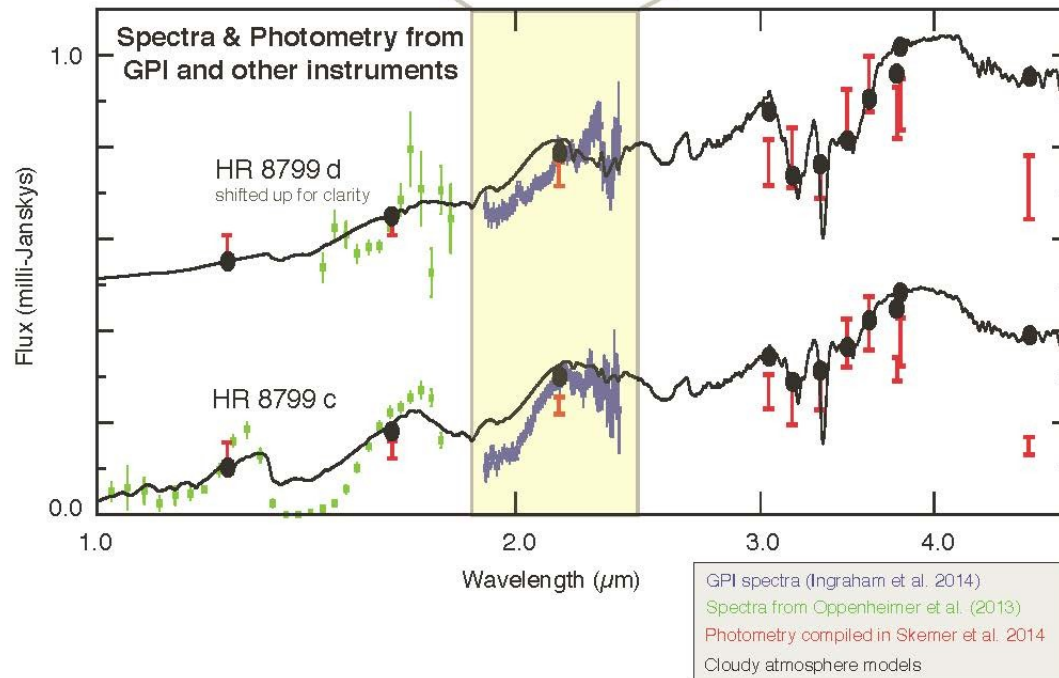 Spectra & Photometry from
GPI and other instruments
1.0
HR 8799 d
shifted up for clarity
Flux (milli-Janskys)
HR 8799 c
0.0
1.0
2.0
3.0
4.0
Wavelength (µm)
GPI spectra (Ingraham et al. 2014)
Spectra from Oppenheimer et al. (2013)
Photometry compiled in Skemer et al. 2014
Cloudy atmosphere models